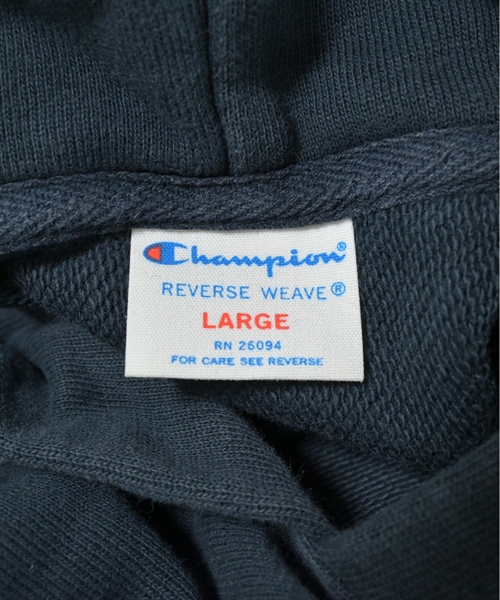 Champion®
REVERSE WEAVE®
LARGE
RN 26094
FOR CARE SEE REVERSE